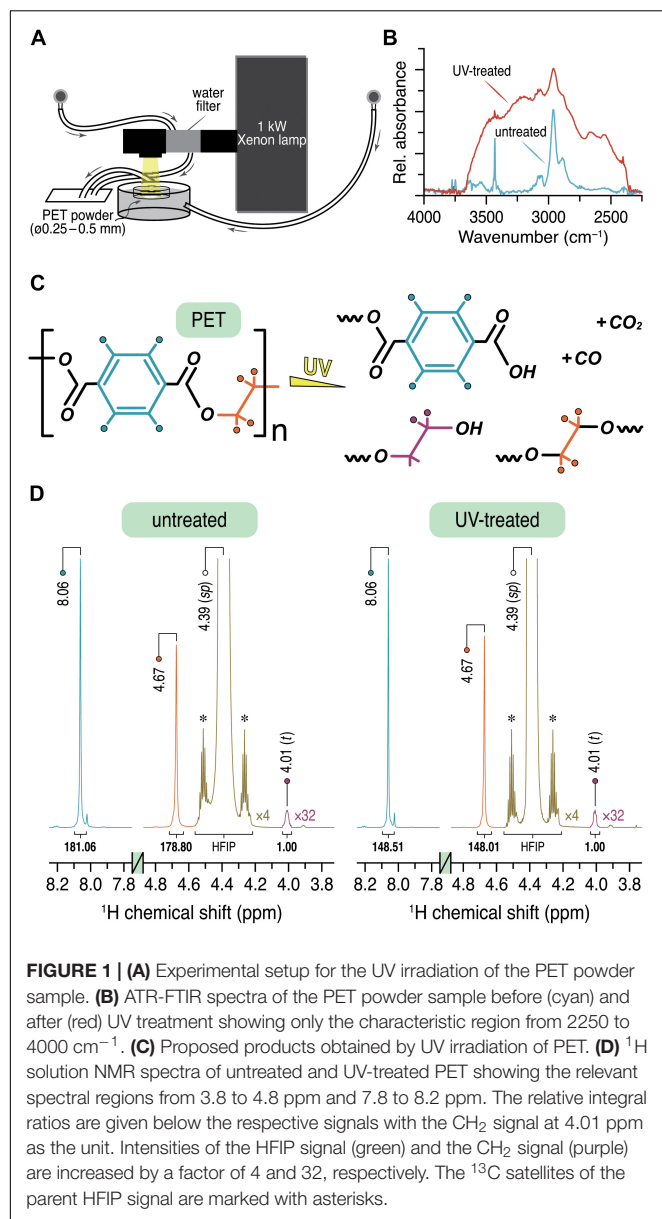 A
water
filter
1 kW
Xenon lamp
PET powder
(ø0.25–0.5 mm)
B
Rel. absorbance
UV-treated
untreated
4000 3500 3000 2500
Wavenumber (cm⁻¹)
C
PET
O
O
O
O
n
UV
O
O
O
OH
+CO₂
+CO
OH
O
O
O
D
untreated
8.06
4.67
4.39 (sp)
* *
4.01 (t)
×4
×32
181.06 178.80 HFIP 1.00
8.2 8.0 7.8 4.8 4.6 4.4 4.2 4.0 3.8
¹H chemical shift (ppm)
UV-treated
8.06
4.67
4.39 (sp)
* *
4.01 (t)
×4
×32
148.51 148.01 HFIP 1.00
8.2 8.0 7.8 4.8 4.6 4.4 4.2 4.0 3.8
¹H chemical shift (ppm)
FIGURE 1 | (A) Experimental setup for the UV irradiation of the PET powder
sample. (B) ATR-FTIR spectra of the PET powder sample before (cyan) and
after (red) UV treatment showing only the characteristic region from 2250 to
4000 cm⁻¹. (C) Proposed products obtained by UV irradiation of PET. (D) ¹H
solution NMR spectra of untreated and UV-treated PET showing the relevant
spectral regions from 3.8 to 4.8 ppm and 7.8 to 8.2 ppm. The relative integral
ratios are given below the respective signals with the CH₂ signal at 4.01 ppm
as the unit. Intensities of the HFIP signal (green) and the CH₂ signal (purple)
are increased by a factor of 4 and 32, respectively. The ¹³C satellites of the
parent HFIP signal are marked with asterisks.